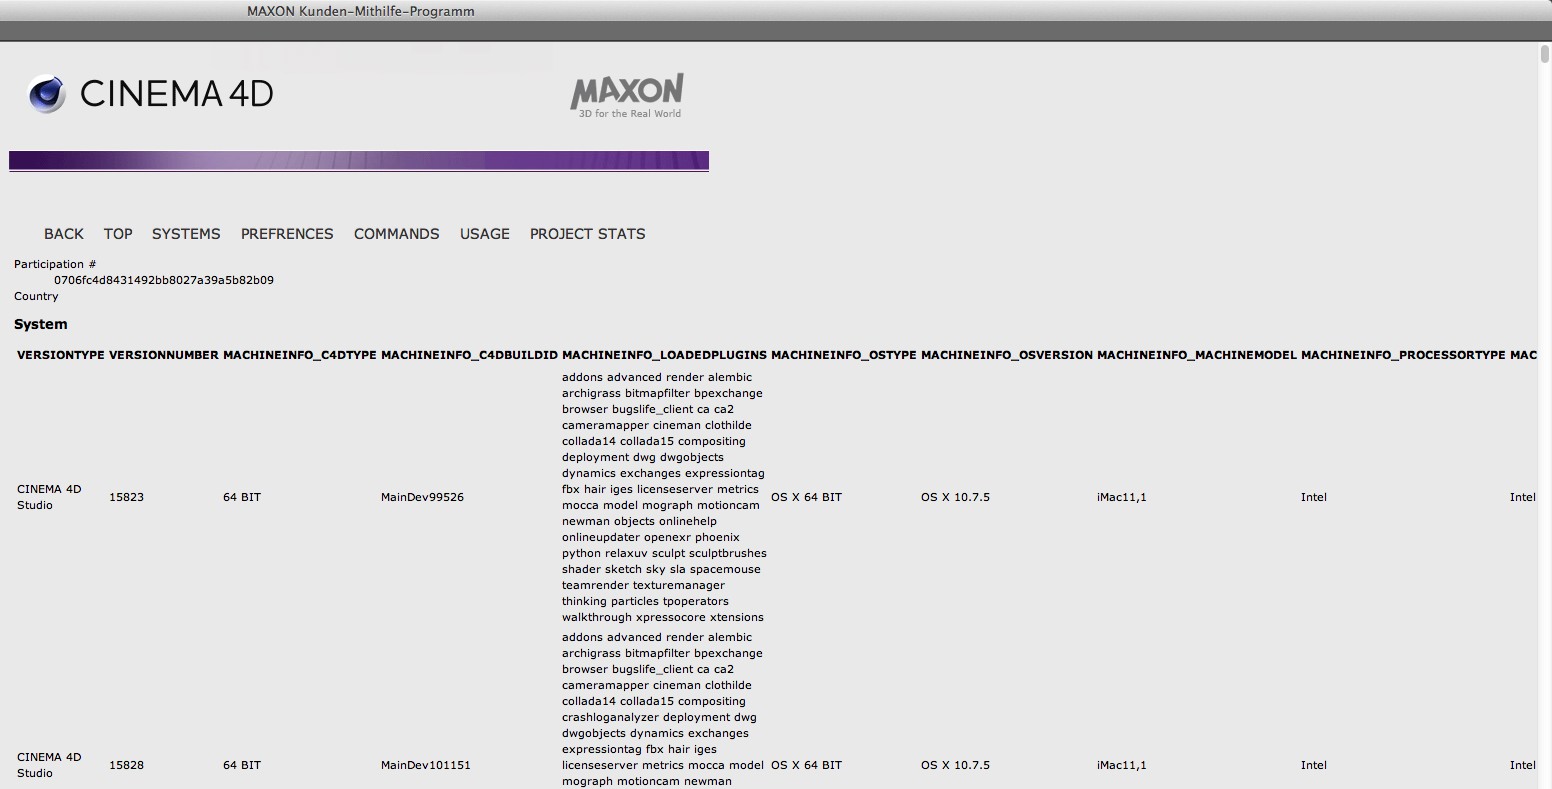 MAXON Kunden-Mithilfe-Programm
CINEMA 4D
MAXON
3D for the Real World
BACK TOP SYSTEMS PREFRENCES COMMANDS USAGE PROJECT STATS
Participation #
0706fc4d8431492bb8027a39a5b82b09
Country
System
VERSIONTYPE VERSIONNUMBER MACHINEINFO_C4DTYPE MACHINEINFO_C4DBUILDID MACHINEINFO_LOADEDPLUGINS MACHINEINFO_OSTYPE MACHINEINFO_OSVERSION MACHINEINFO_MACHINEMODEL MACHINEINFO_PROCESSORTYPE MAC
addons advanced render alembic
archigrass bitmapfilter bpexchange
browser bugslife_client ca ca2
cameramapper cineman clothilde
collada14 collada15 compositing
deployment dwg dwgobjects
dynamics exchanges expressiontag
CINEMA 4D fbx hair iges licenseserver metrics
15823 64 BIT MainDev99526 OS X 64 BIT OS X 10.7.5 iMac11,1 Intel Intel
Studio mocca model mograph motioncam
newman objects onlinehelp
onlineupdater openexr phoenix
python relaxuv sculpt sculptbrushes
shader sketch sky sla spacemouse
teamrender texturemanager
thinking particles tpoperators
walkthrough xpressocore xtensions
addons advanced render alembic
archigrass bitmapfilter bpexchange
browser bugslife_client ca ca2
cameramapper cineman clothilde
collada14 collada15 compositing
crashloganalyzer deployment dwg
dwgobjects dynamics exchanges
expressiontag fbx hair iges
CINEMA 4D
15828 64 BIT MainDev101151 licenseserver metrics mocca model OS X 64 BIT OS X 10.7.5 iMac11,1 Intel Intel
Studio
mograph motioncam newman